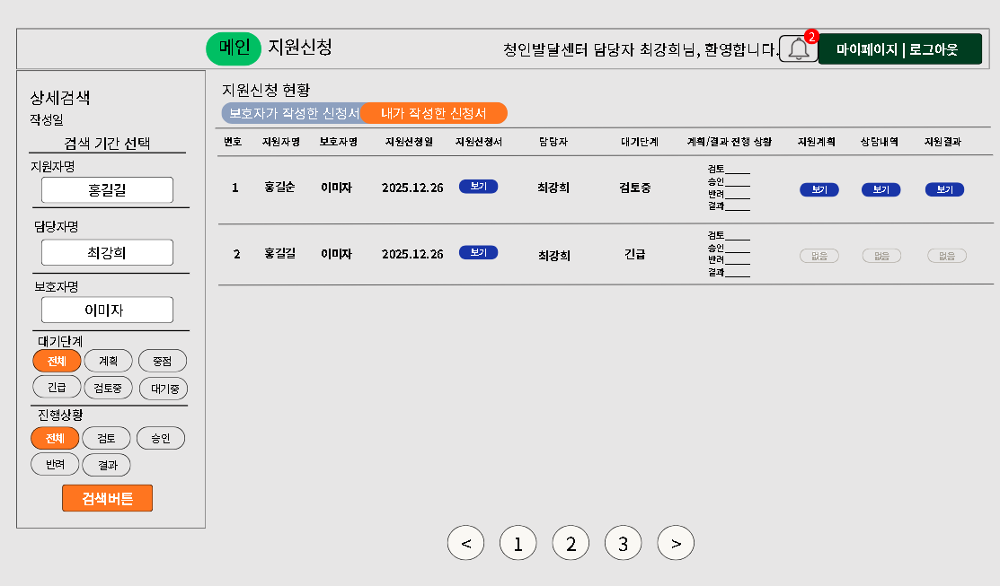 메인 지원신청 청인발달센터 담당자 최강희님, 환영합니다. 2 마이페이지 | 로그아웃
상세검색
작성일
검색 기간 선택
지원자명
홍길길
담당자명
최강희
보호자명
이미자
대기단계
전체 계획 중점
긴급 검토중 대기중
진행상황
전체 검토 승인
반려 결과
검색버튼
지원신청 현황
보호자가 작성한 신청서 내가 작성한 신청서
번호 지원자명 보호자명 지원신청일 지원신청서 담당자 대기단계 계획/결과 진행 상황 지원계획 상담내역 지원결과
1 홍길순 이미자 2025.12.26 보기 최강희 검토중 검토____ 승인____ 반려____ 결과____ 보기 보기 보기
2 홍길길 이미자 2025.12.26 보기 최강희 긴급 검토____ 승인____ 반려____ 결과____ 없음 없음 없음
< 1 2 3 >